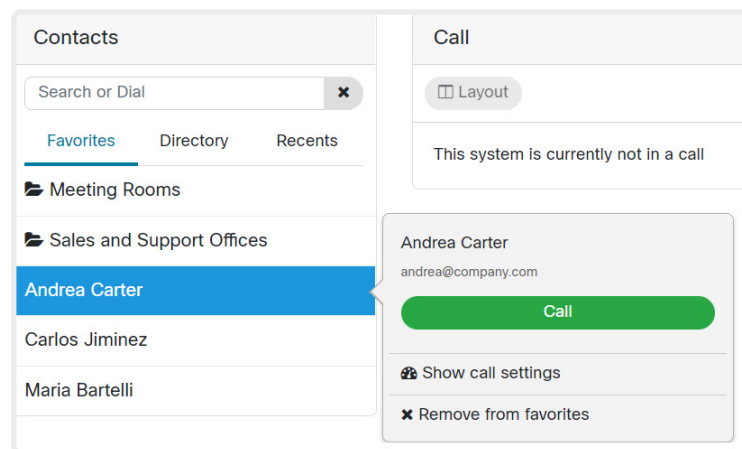 Contacts
Search or Dial
Favorites Directory Recents
Meeting Rooms
Sales and Support Offices
Andrea Carter
Carlos Jiminez
Maria Bartelli
Call
Layout
This system is currently not in a call
Andrea Carter
andrea@company.com
Call
Show call settings
Remove from favorites